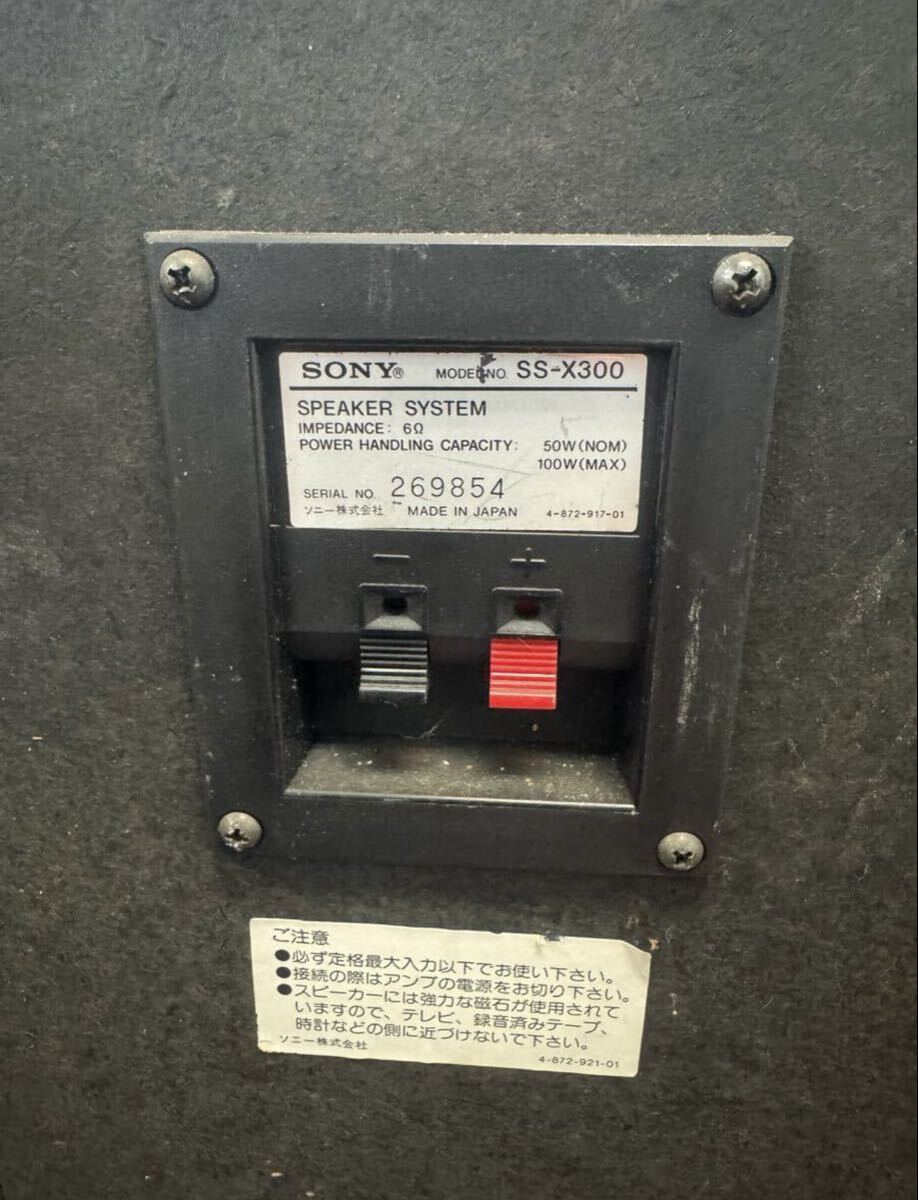 SONY® MODEL NO. SS-X300
SPEAKER SYSTEM
IMPEDANCE: 6Ω
POWER HANDLING CAPACITY: 50W(NOM)
100W(MAX)
SERIAL NO. 269854
ソニー株式会社 MADE IN JAPAN 4-872-917-01
− +
ご注意
●必ず定格最大入力以下でお使い下さい。
●接続の際はアンプの電源をお切り下さい。
●スピーカーには強力な磁石が使用されて
いますので、テレビ、録音済みテープ、
時計などの側に近づけないで下さい。
ソニー株式会社 4-872-921-01